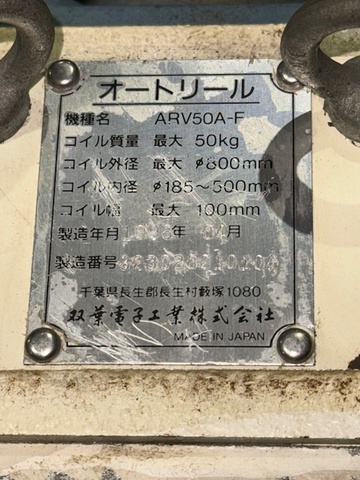 オートリール
機種名 ARV50A-F
コイル質量 最大 50kg
コイル外径 最大 φ800mm
コイル内径 φ185~500mm
コイル幅 最大 100mm
製造年月 年 月
製造番号
千葉県長生郡長生村藪塚1080
双葉電子工業株式会社
MADE IN JAPAN